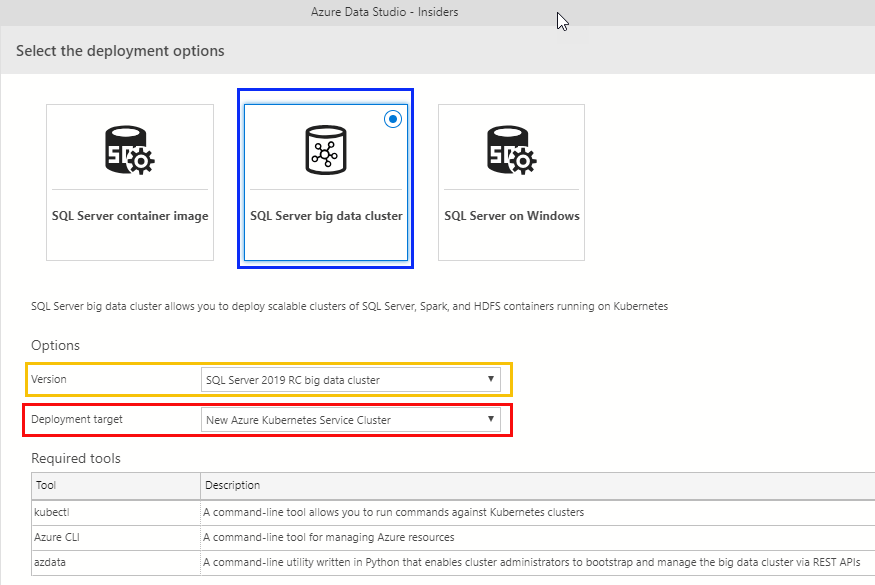 Azure Data Studio - Insiders
Select the deployment options
SQL Server container image
SQL Server big data cluster
SQL Server on Windows
SQL Server big data cluster allows you to deploy scalable clusters of SQL Server, Spark, and HDFS containers running on Kubernetes
Options
Version SQL Server 2019 RC big data cluster
Deployment target New Azure Kubernetes Service Cluster
Required tools
Tool Description
kubectl A command-line tool allows you to run commands against Kubernetes clusters
Azure CLI A command-line tool for managing Azure resources
azdata A command-line utility written in Python that enables cluster administrators to bootstrap and manage the big data cluster via REST APIs